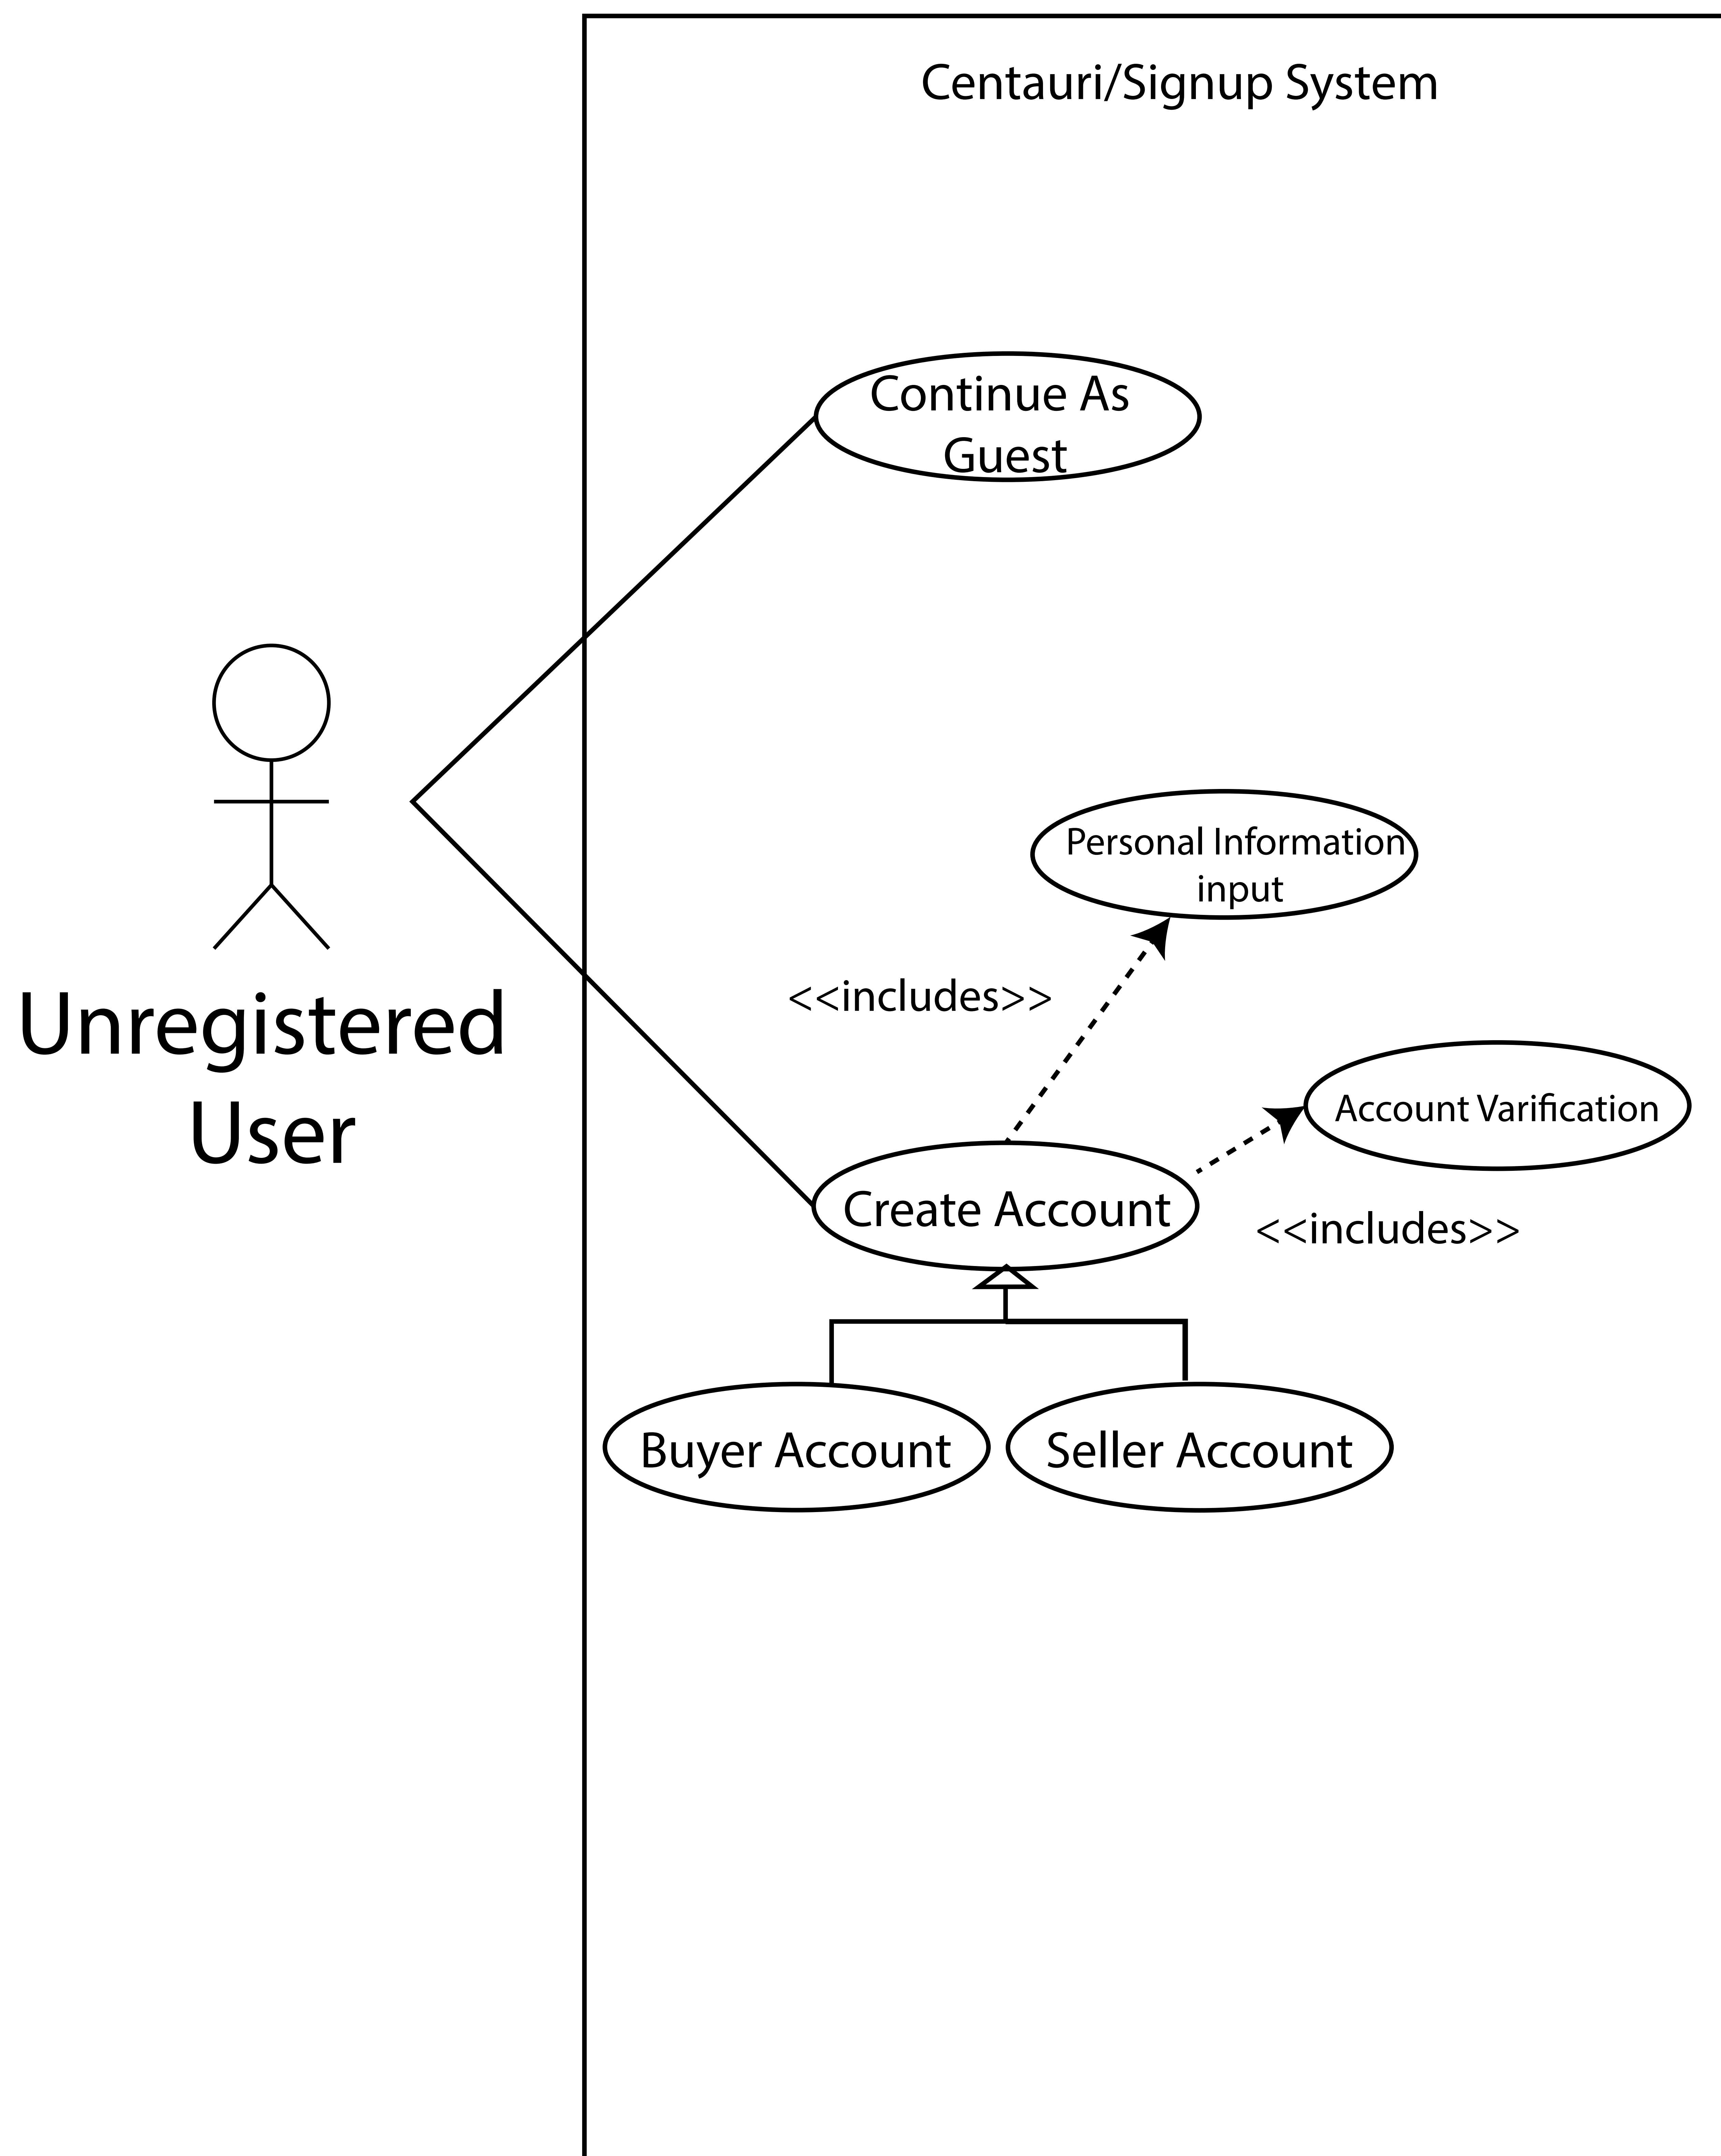 Centauri/Signup System
Continue As
Guest
Personal Information
input
<<includes>>
Unregistered
User
Account Varification
Create Account
<<includes>>
Buyer Account
Seller Account